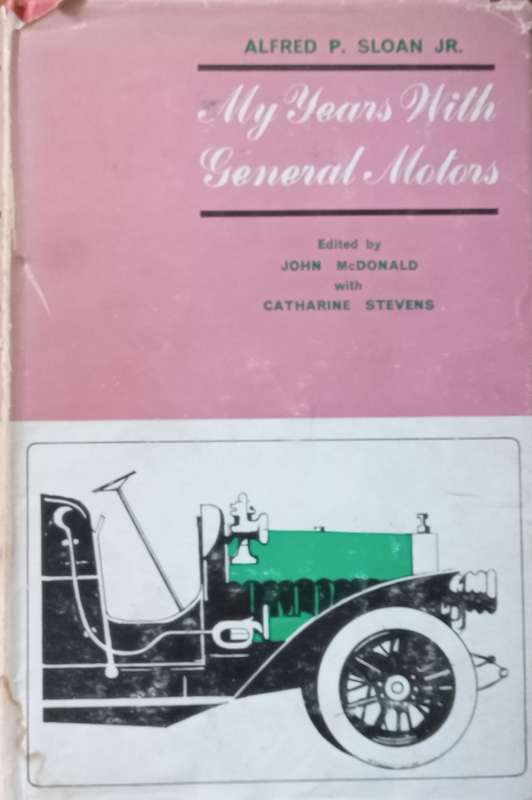 ALFRED P. SLOAN JR.
My Years With
General Motors
Edited by
JOHN McDONALD
with
CATHARINE STEVENS